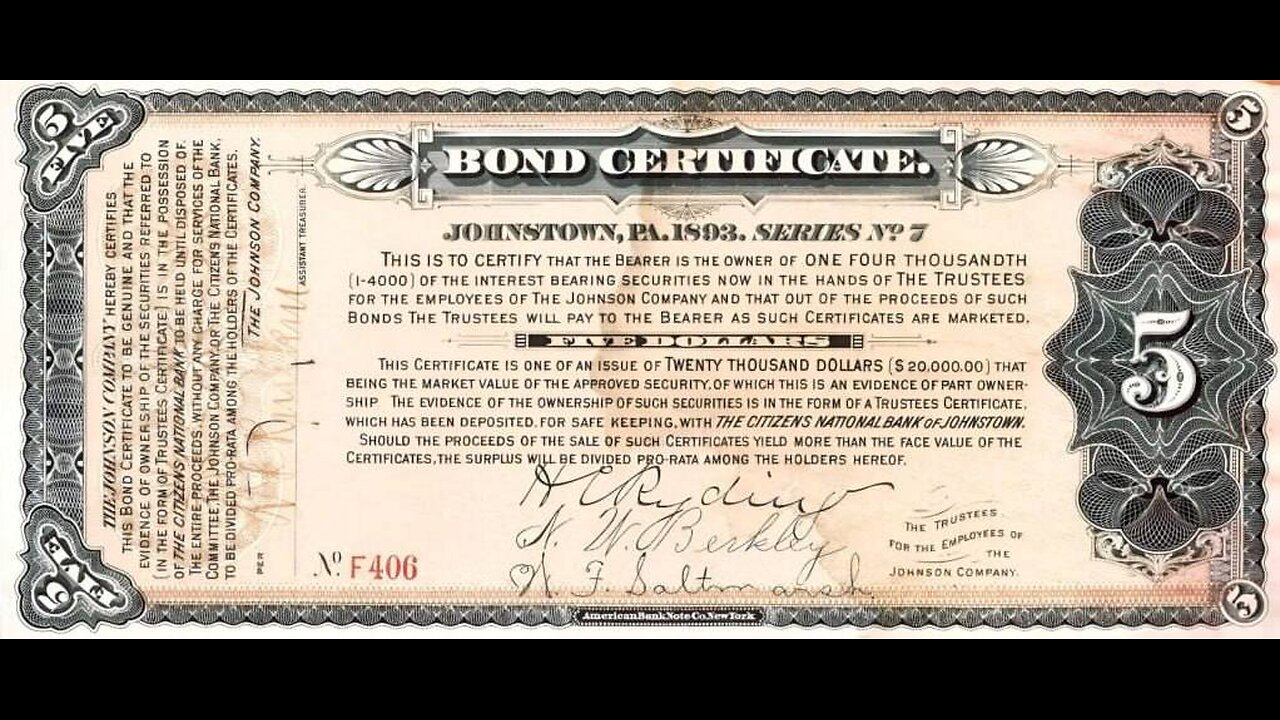 5
FIVE
BOND CERTIFICATE.
JOHNSTOWN, PA. 1893. SERIES Nº 7
THIS IS TO CERTIFY THAT THE BEARER IS THE OWNER OF ONE FOUR THOUSANDTH
(1-4000) OF THE INTEREST BEARING SECURITIES NOW IN THE HANDS OF THE TRUSTEES
FOR THE EMPLOYEES OF THE JOHNSON COMPANY AND THAT OUT OF THE PROCEEDS OF SUCH
BONDS THE TRUSTEES WILL PAY TO THE BEARER AS SUCH CERTIFICATES ARE MARKETED.
FIVE DOLLARS
THIS CERTIFICATE IS ONE OF AN ISSUE OF TWENTY THOUSAND DOLLARS ($20,000.00) THAT
BEING THE MARKET VALUE OF THE APPROVED SECURITY, OF WHICH THIS IS AN EVIDENCE OF PART OWNER-
SHIP THE EVIDENCE OF THE OWNERSHIP OF SUCH SECURITIES IS IN THE FORM OF A TRUSTEES CERTIFICATE,
WHICH HAS BEEN DEPOSITED, FOR SAFE KEEPING, WITH THE CITIZENS NATIONAL BANK OF JOHNSTOWN.
SHOULD THE PROCEEDS OF THE SALE OF SUCH CERTIFICATES YIELD MORE THAN THE FACE VALUE OF THE
CERTIFICATES, THE SURPLUS WILL BE DIVIDED PRO-RATA AMONG THE HOLDERS HEREOF.
H E Ryding
N. W. Berkley
W. F. Saltmarsh
THE TRUSTEES
FOR THE EMPLOYEES OF
THE
JOHNSON COMPANY.
Nº F406
American Bank Note Co. New York
THE JOHNSON COMPANY HEREBY CERTIFIES
THIS BOND CERTIFICATE TO BE GENUINE AND THAT THE
EVIDENCE OF OWNERSHIP OF THE SECURITIES REFERRED TO
(IN THE FORM OF TRUSTEES CERTIFICATE) IS IN THE POSSESSION
OF THE CITIZENS NATIONAL BANK TO BE HELD UNTIL DISPOSED OF.
THE ENTIRE PROCEEDS, WITHOUT ANY CHARGE FOR SERVICES OF THE
COMMITTEE, THE JOHNSON COMPANY OR THE CITIZENS NATIONAL BANK,
TO BE DIVIDED PRO-RATA AMONG THE HOLDERS OF THE CERTIFICATES.
THE JOHNSON COMPANY.
PER
ASSISTANT TREASURER.
5
FIVE
5
5
5